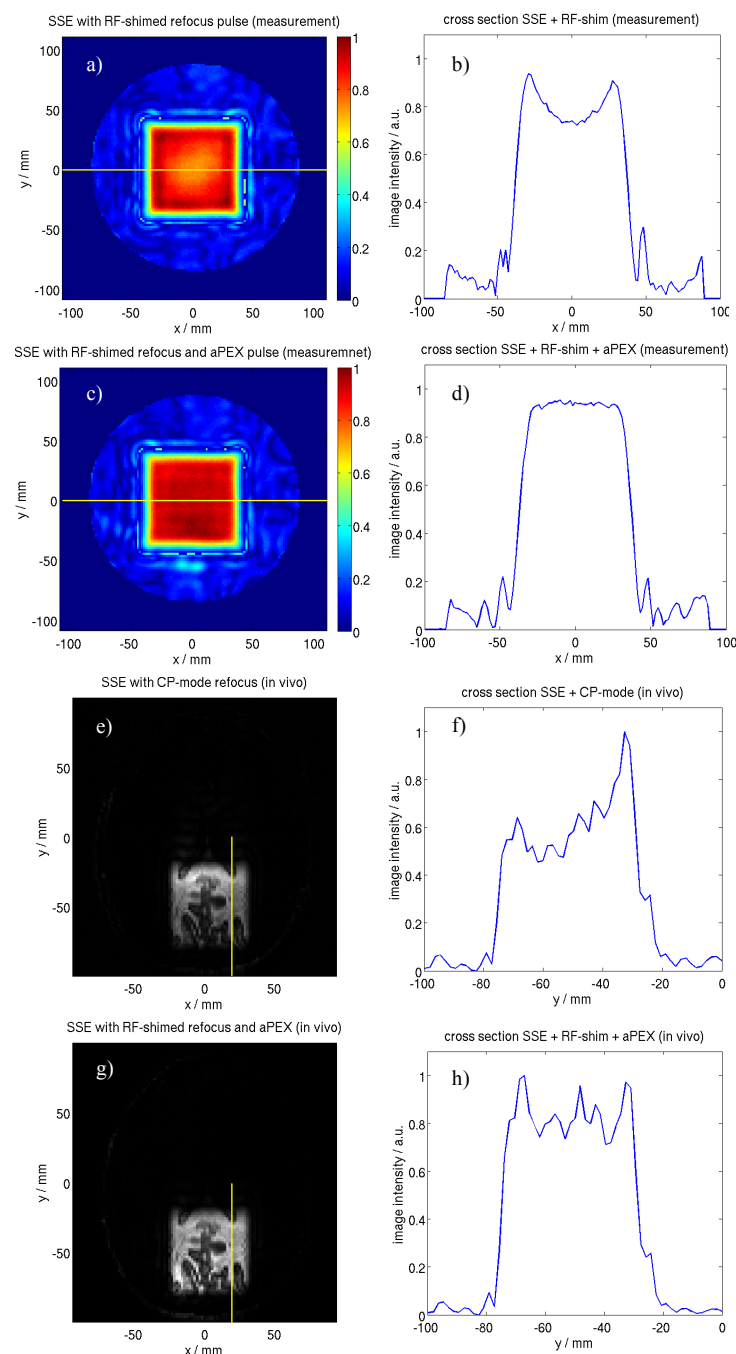 SSE with RF-shimed refocus pulse (measurement)
a)
100
50
0
-50
-100
y / mm
-100 -50 0 50 100
x / mm
1
0.8
0.6
0.4
0.2
0
cross section SSE + RF-shim (measurement)
b)
1
0.8
0.6
0.4
0.2
0
image intensity / a.u.
-100 -50 0 50 100
x / mm
SSE with RF-shimed refocus and aPEX pulse (measuremnet)
c)
100
50
0
-50
-100
y / mm
-100 -50 0 50 100
x / mm
1
0.8
0.6
0.4
0.2
0
cross section SSE + RF-shim + aPEX (measurement)
d)
1
0.8
0.6
0.4
0.2
0
image intensity / a.u.
-100 -50 0 50 100
x / mm
SSE with CP-mode refocus (in vivo)
e)
50
0
-50
y / mm
-50 0 50
x / mm
cross section SSE + CP-mode (in vivo)
f)
1
0.8
0.6
0.4
0.2
0
image intensity / a.u.
-100 -80 -60 -40 -20 0
y / mm
SSE with RF-shimed refocus and aPEX (in vivo)
g)
50
0
-50
y / mm
-50 0 50
x / mm
cross section SSE + RF-shim + aPEX (in vivo)
h)
1
0.8
0.6
0.4
0.2
0
image intensity / a.u.
-100 -80 -60 -40 -20 0
y / mm